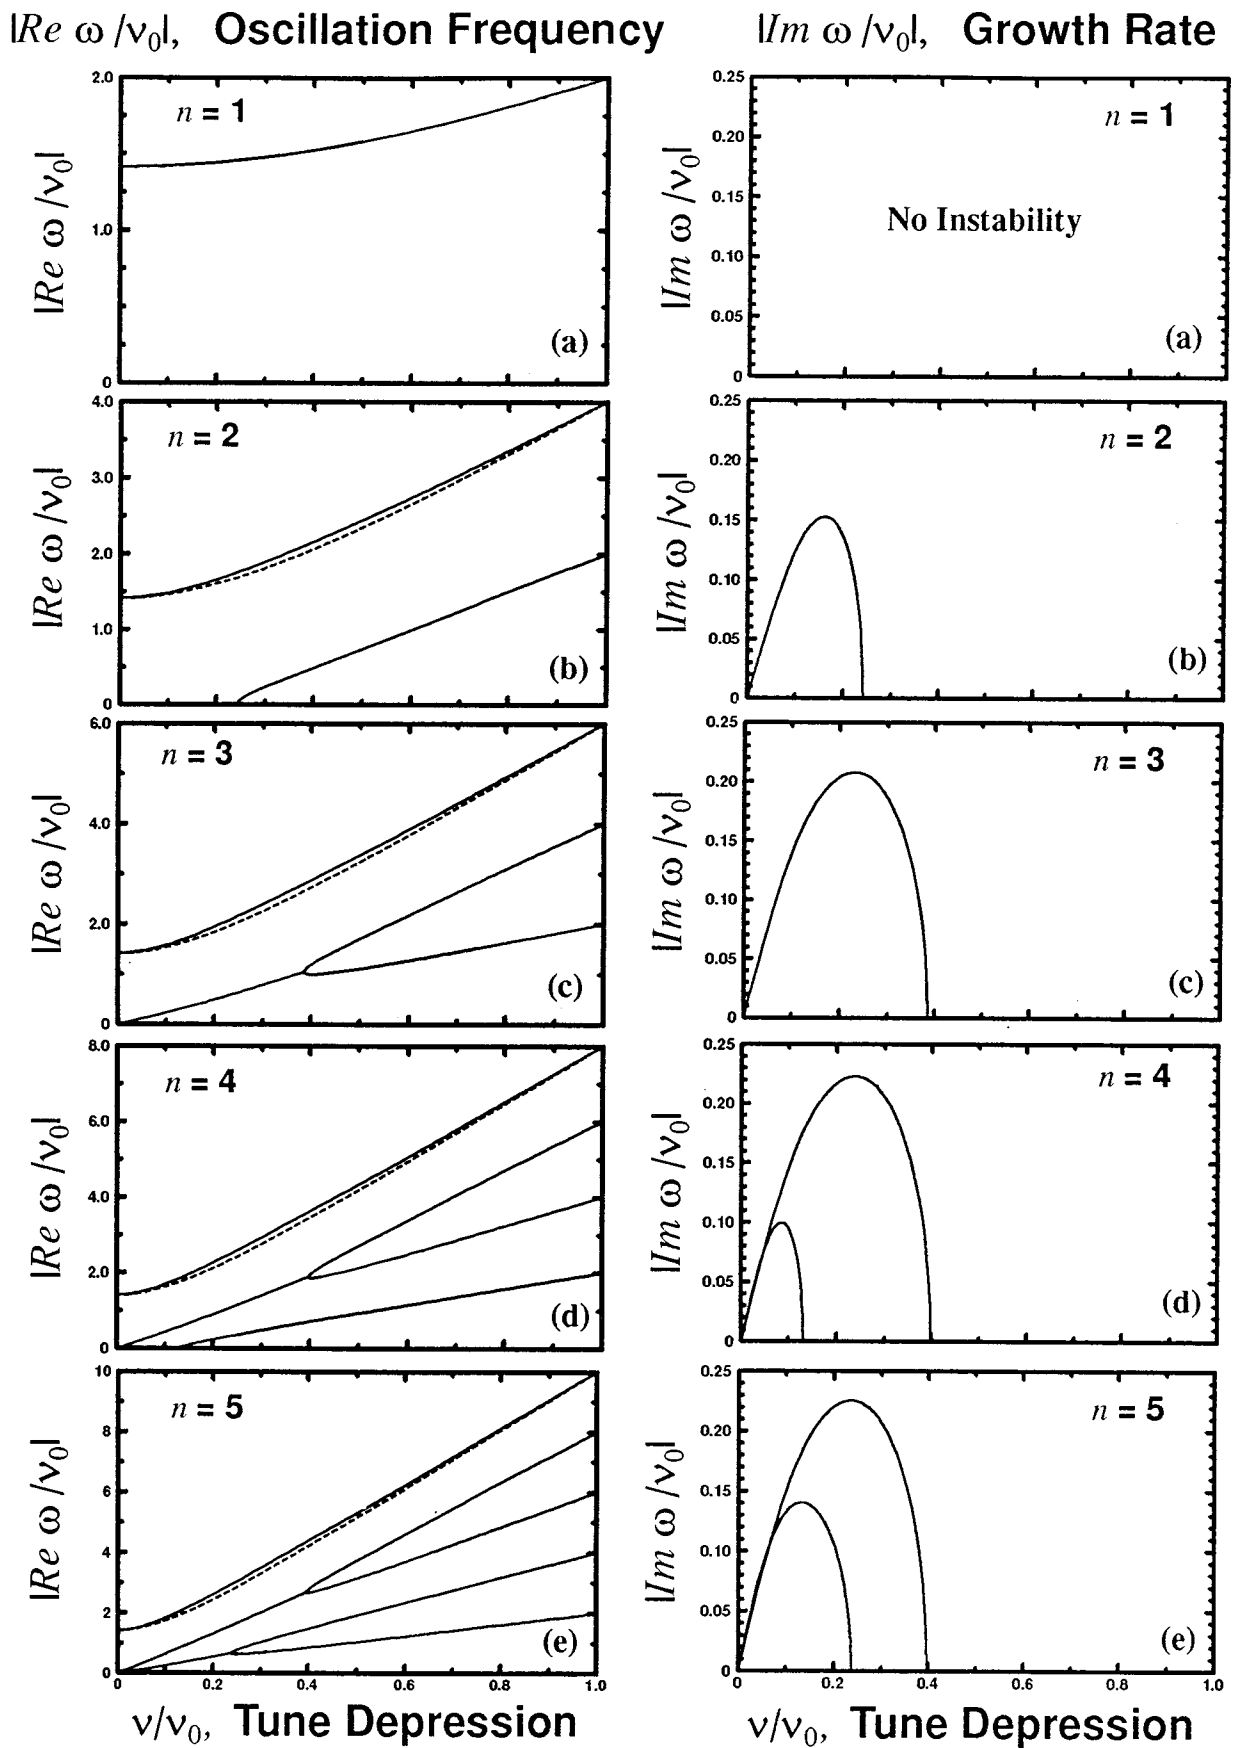 |Re ω/ν₀|, Oscillation Frequency
|Im ω/ν₀|, Growth Rate
|Re ω/ν₀|
2.0
1.0
0
n = 1
(a)
|Im ω/ν₀|
0.25
0.20
0.15
0.10
0.05
0
n = 1
No Instability
(a)
|Re ω/ν₀|
4.0
3.0
2.0
1.0
0
n = 2
(b)
|Im ω/ν₀|
0.25
0.20
0.15
0.10
0.05
0
n = 2
(b)
|Re ω/ν₀|
6.0
4.0
2.0
0
n = 3
(c)
|Im ω/ν₀|
0.25
0.20
0.15
0.10
0.05
0
n = 3
(c)
|Re ω/ν₀|
8.0
6.0
4.0
2.0
0
n = 4
(d)
|Im ω/ν₀|
0.25
0.20
0.15
0.10
0.05
0
n = 4
(d)
|Re ω/ν₀|
10
8
6
4
2
0
n = 5
(e)
0 0.2 0.4 0.6 0.8 1.0
ν/ν₀, Tune Depression
|Im ω/ν₀|
0.25
0.20
0.15
0.10
0.05
0
n = 5
(e)
0 0.2 0.4 0.6 0.8 1.0
ν/ν₀, Tune Depression